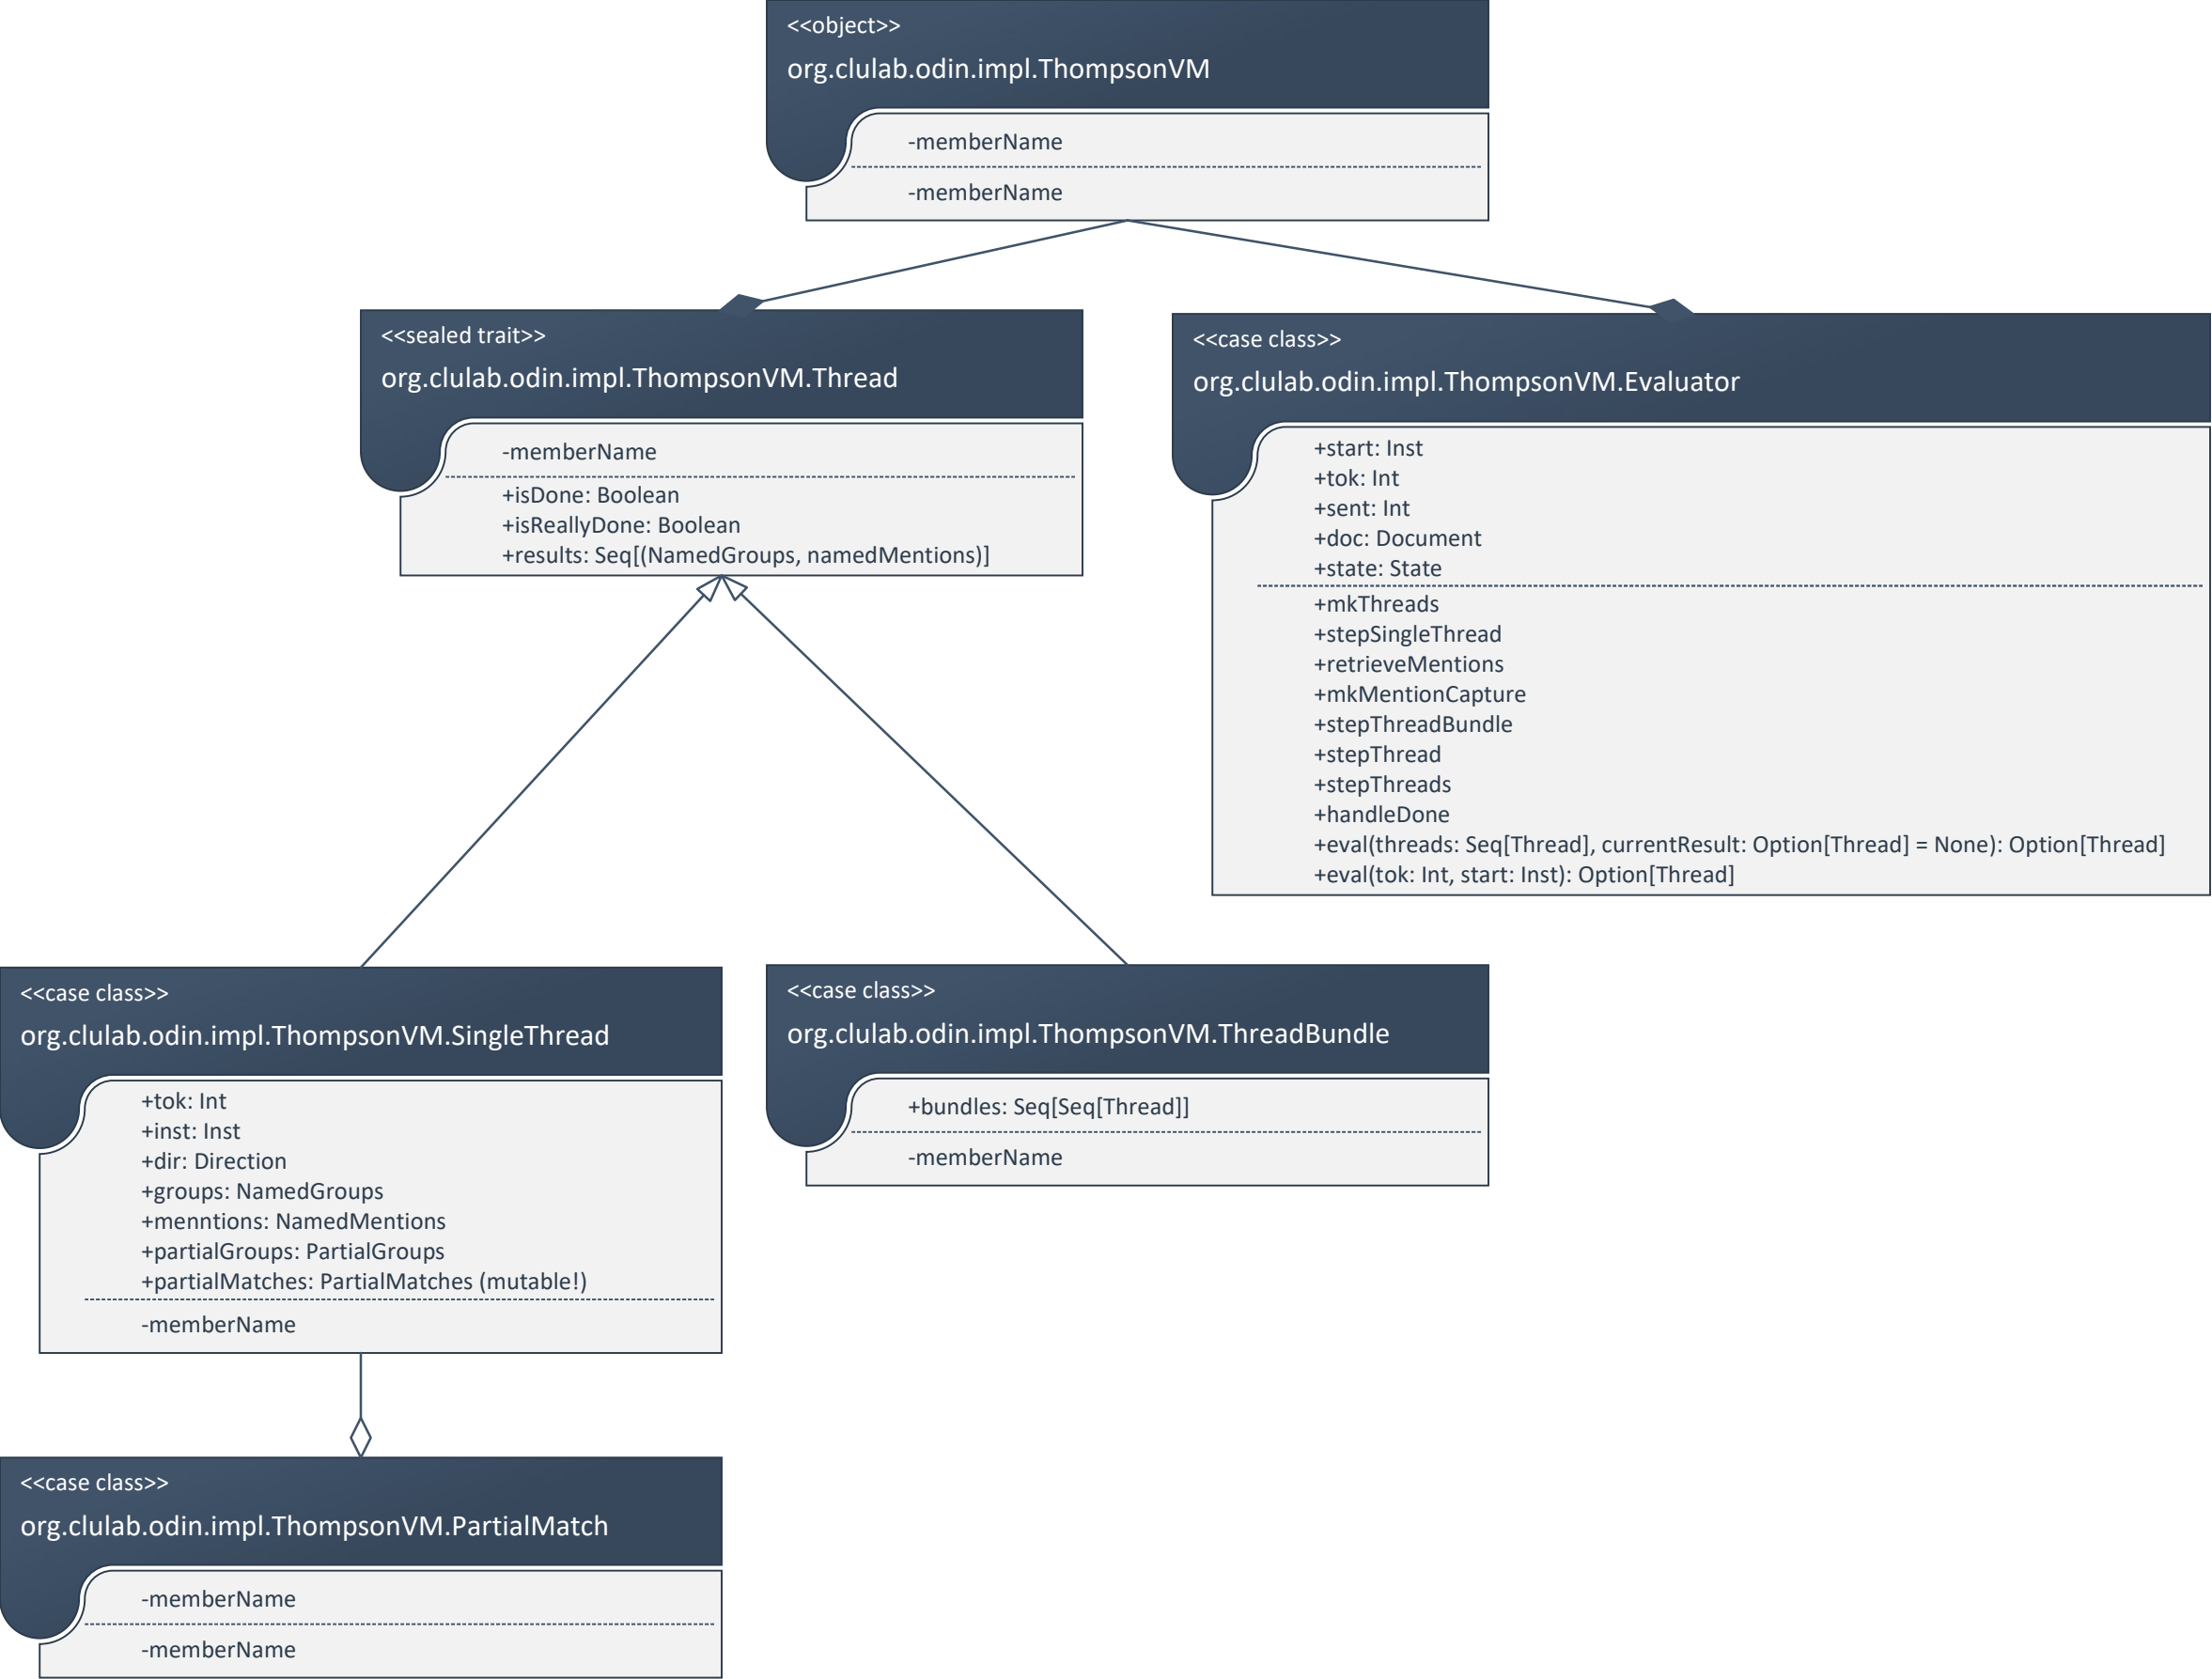 <<object>>
org.clulab.odin.impl.ThompsonVM
-memberName
-memberName
<<sealed trait>>
org.clulab.odin.impl.ThompsonVM.Thread
-memberName
+isDone: Boolean
+isReallyDone: Boolean
+results: Seq[(NamedGroups, namedMentions)]
<<case class>>
org.clulab.odin.impl.ThompsonVM.Evaluator
+start: Inst
+tok: Int
+sent: Int
+doc: Document
+state: State
+mkThreads
+stepSingleThread
+retrieveMentions
+mkMentionCapture
+stepThreadBundle
+stepThread
+stepThreads
+handleDone
+eval(threads: Seq[Thread], currentResult: Option[Thread] = None): Option[Thread]
+eval(tok: Int, start: Inst): Option[Thread]
<<case class>>
org.clulab.odin.impl.ThompsonVM.SingleThread
+tok: Int
+inst: Inst
+dir: Direction
+groups: NamedGroups
+menntions: NamedMentions
+partialGroups: PartialGroups
+partialMatches: PartialMatches (mutable!)
-memberName
<<case class>>
org.clulab.odin.impl.ThompsonVM.ThreadBundle
+bundles: Seq[Seq[Thread]]
-memberName
<<case class>>
org.clulab.odin.impl.ThompsonVM.PartialMatch
-memberName
-memberName